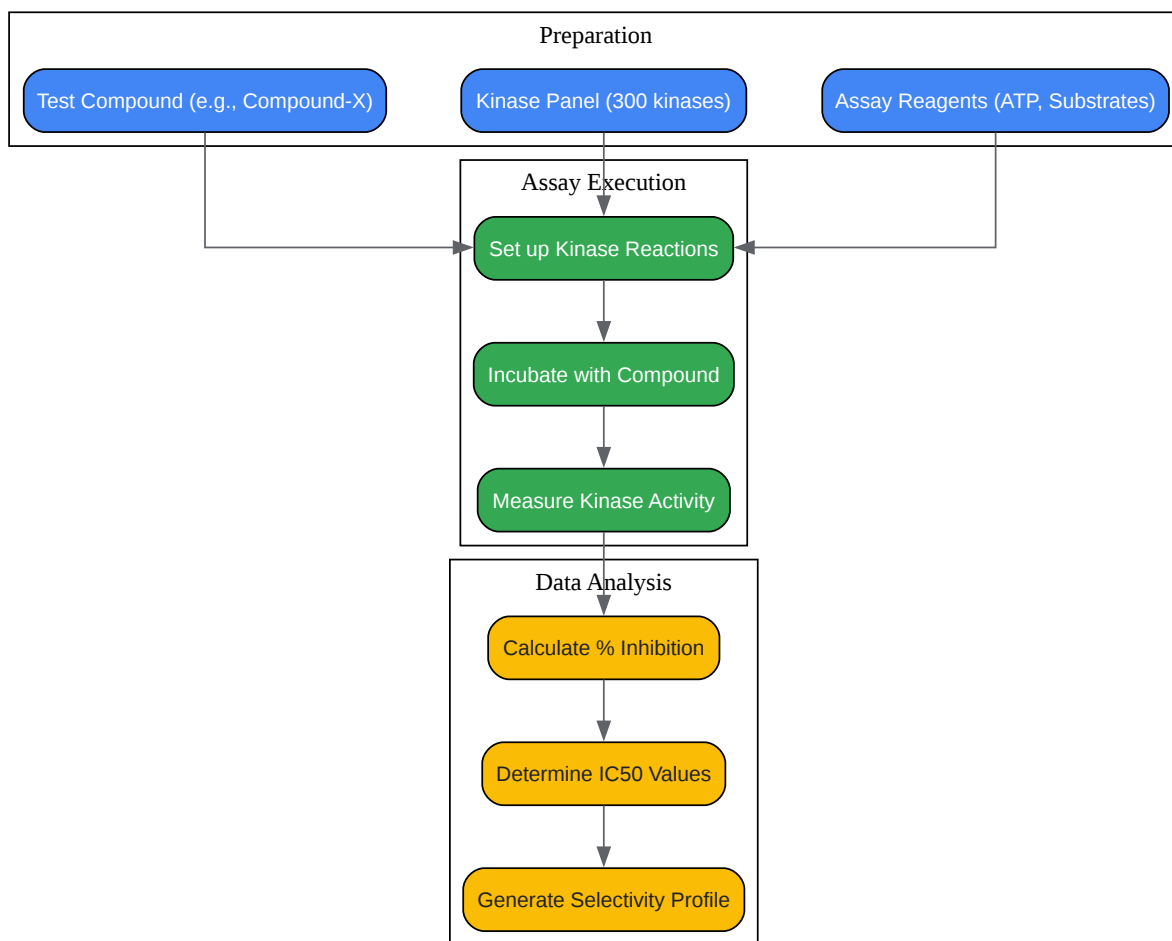 Preparation
Test Compound (e.g., Compound-X)
Kinase Panel (300 kinases)
Assay Reagents (ATP, Substrates)
Assay Execution
Set up Kinase Reactions
Incubate with Compound
Measure Kinase Activity
Data Analysis
Calculate % Inhibition
Determine IC50 Values
Generate Selectivity Profile